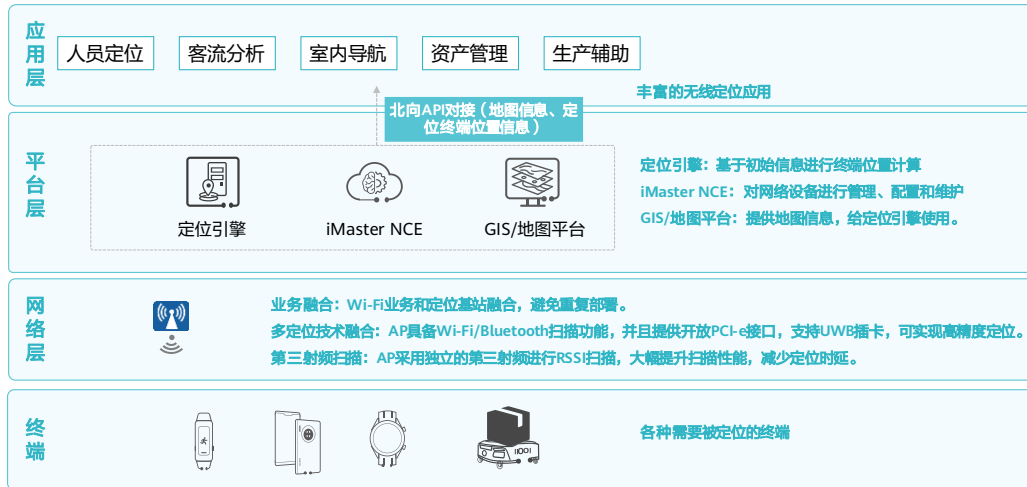 应用层
人员定位
客流分析
室内导航
资产管理
生产辅助
丰富的无线定位应用
北向API对接（地图信息、定
位终端位置信息）
平台层
定位引擎
iMaster NCE
GIS/地图平台
定位引擎：基于初始信息进行终端位置计算
iMaster NCE：对网络设备进行管理、配置和维护
GIS/地图平台：提供地图信息，给定位引擎使用。
网络层
业务融合：Wi-Fi业务和定位基站融合，避免重复部署。
多定位技术融合：AP具备Wi-Fi/Bluetooth扫描功能，并且提供开放PCI-e接口，支持UWB插卡，可实现高精度定位。
第三射频扫描：AP采用独立的第三射频进行RSSI扫描，大幅提升扫描性能，减少定位时延。
终端
各种需要被定位的终端